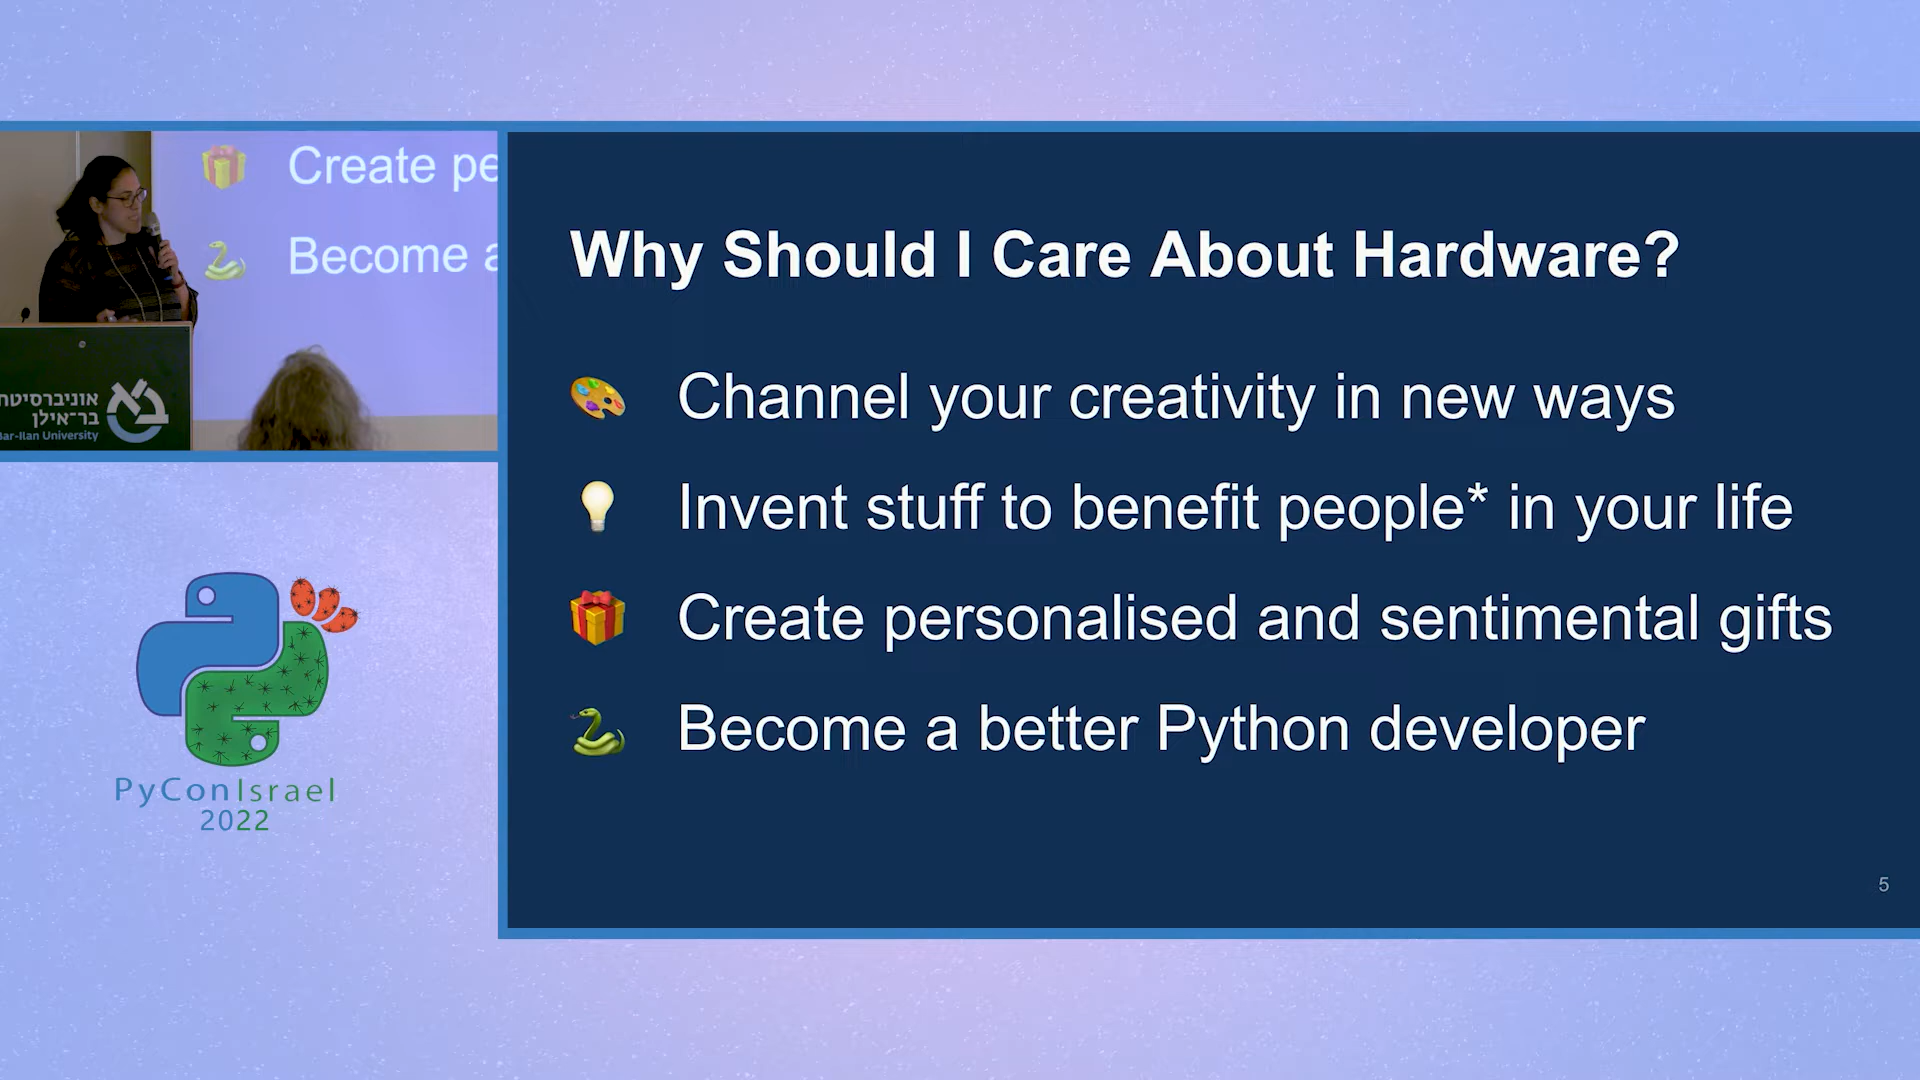 Create pe
Become a
אוניברסיטת
בר-אילן
Bar-Ilan University
PyConIsrael
2022
Why Should I Care About Hardware?
Channel your creativity in new ways
Invent stuff to benefit people* in your life
Create personalised and sentimental gifts
Become a better Python developer
5